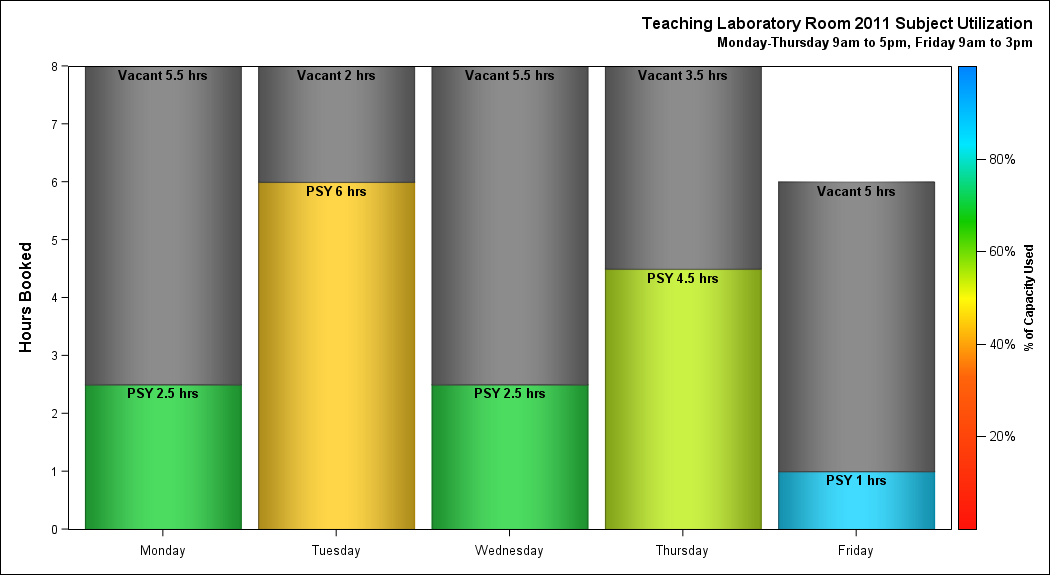 Teaching Laboratory Room 2011 Subject Utilization
Monday-Thursday 9am to 5pm, Friday 9am to 3pm
Hours Booked
8
7
6
5
4
3
2
1
0
Vacant 5.5 hrs
PSY 2.5 hrs
Vacant 2 hrs
PSY 6 hrs
Vacant 5.5 hrs
PSY 2.5 hrs
Vacant 3.5 hrs
PSY 4.5 hrs
Vacant 5 hrs
PSY 1 hrs
Monday
Tuesday
Wednesday
Thursday
Friday
80%
60%
40%
20%
% of Capacity Used